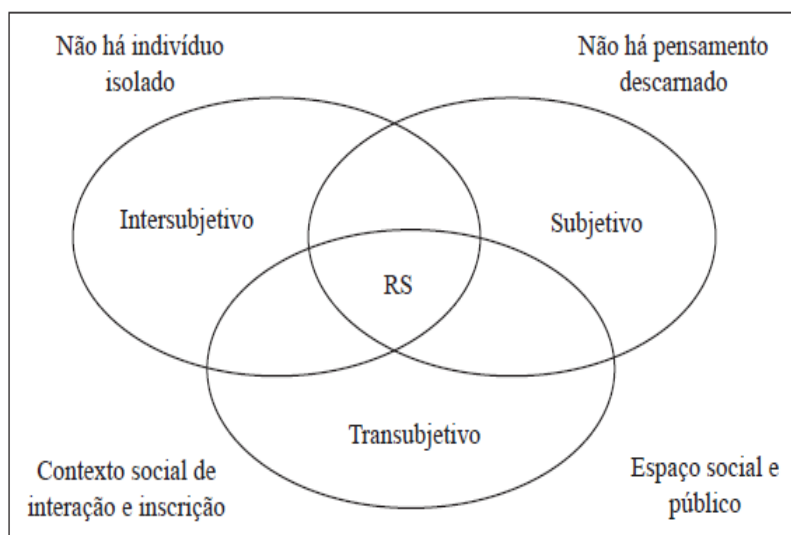 Não há indivíduo
isolado
Não há pensamento
descarnado
Intersubjetivo
Subjetivo
RS
Transubjetivo
Contexto social de
interação e inscrição
Espaço social e
público